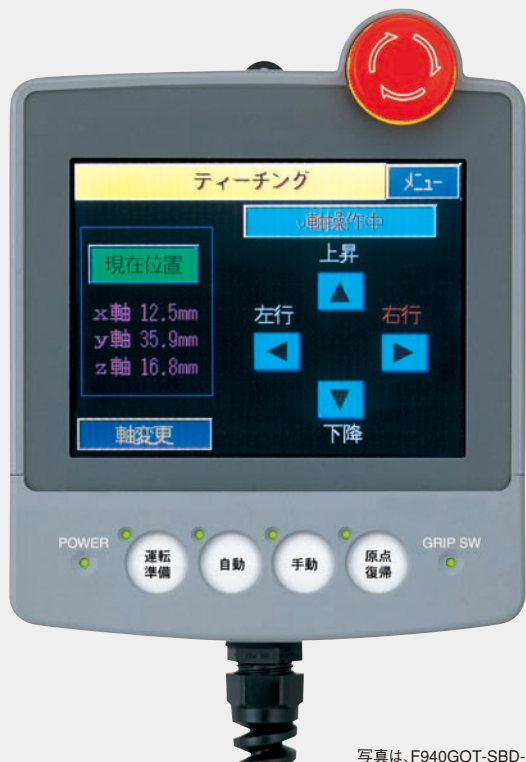 ティーチング
メニュー
y軸操作中
現在位置
x軸 12.5mm
y軸 35.9mm
z軸 16.8mm
上昇
左行
右行
下降
軸変更
POWER
運転
準備
自動
手動
原点
復帰
GRIP SW
写真は、F940GOT-SBD-